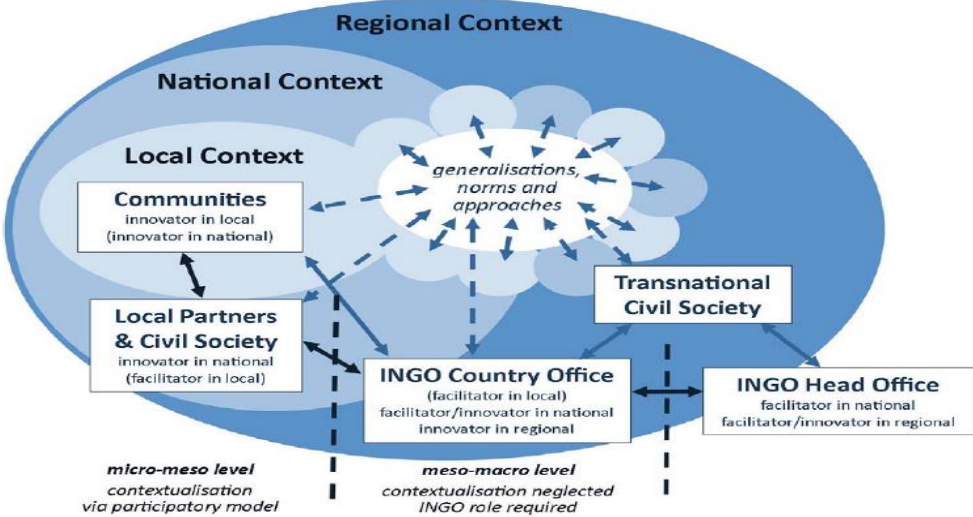 Regional Context
National Context
Local Context
generalisations,
norms and
approaches
Communities
innovator in local
(innovator in national)
Transnational
Civil Society
Local Partners
& Civil Society
innovator in national
(facilitator in local)
INGO Country Office
(facilitator in local)
facilitator/innovator in national
innovator in regional
INGO Head Office
facilitator in national
facilitator/innovator in regional
micro-meso level
contextualisation
via participatory model
meso-macro level
contextualisation neglected
INGO role required